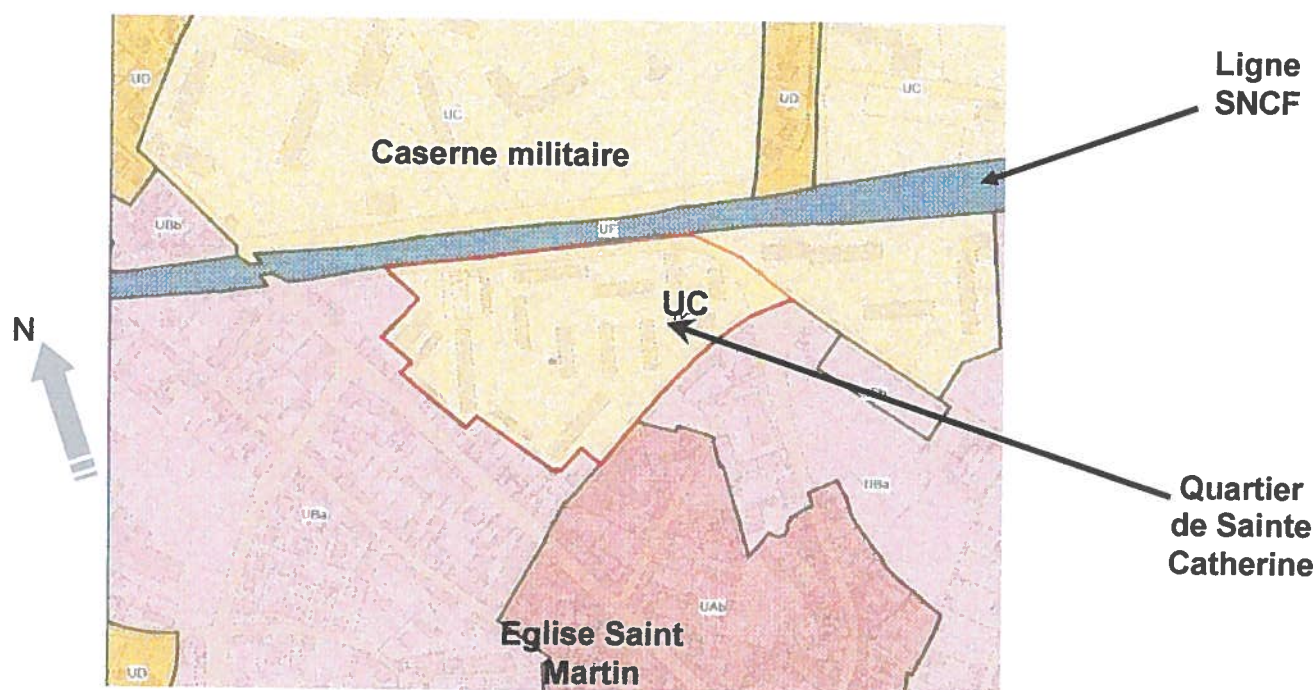 Ligne
SNCF
UD
UC
UD
UC
Caserne militaire
UBb
UF
N
UC
UBa
UBa
Quartier
de Sainte
Catherine
UAb
Eglise Saint
Martin
UD